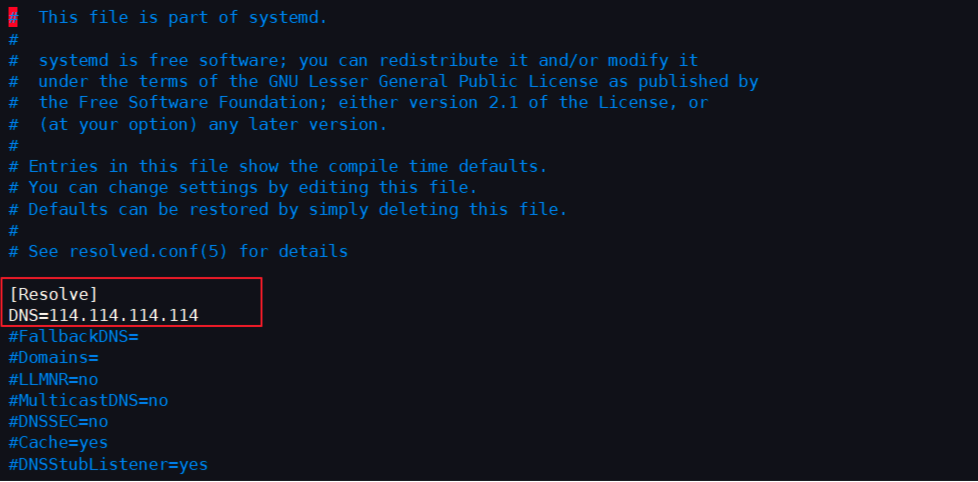 #  This file is part of systemd.
#
#  systemd is free software; you can redistribute it and/or modify it
#  under the terms of the GNU Lesser General Public License as published by
#  the Free Software Foundation; either version 2.1 of the License, or
#  (at your option) any later version.
#
# Entries in this file show the compile time defaults.
# You can change settings by editing this file.
# Defaults can be restored by simply deleting this file.
#
# See resolved.conf(5) for details

[Resolve]
DNS=114.114.114.114
#FallbackDNS=
#Domains=
#LLMNR=no
#MulticastDNS=no
#DNSSEC=no
#Cache=yes
#DNSStubListener=yes